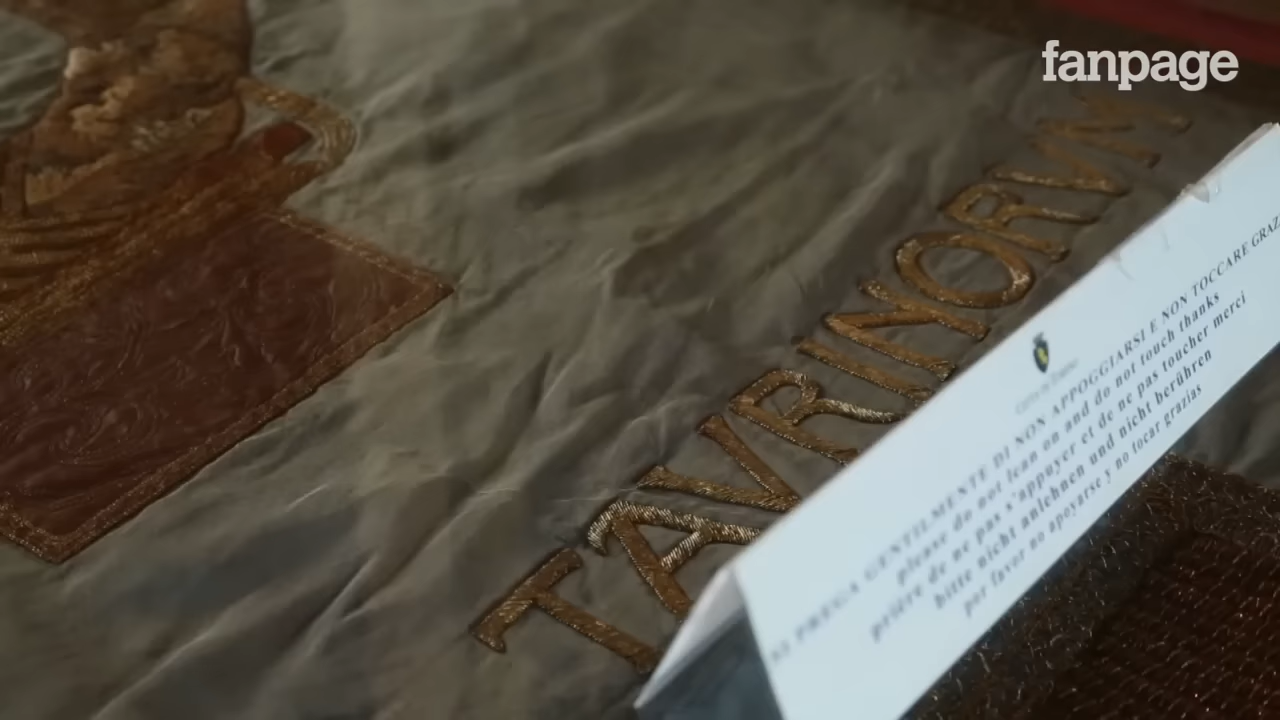 fanpage
TAVRINORVM
SI PREGA GENTILMENTE DI NON APPOGGIARSI E NON TOCCARE GRAZ
please do not lean on and do not touch thanks
prière de ne pas s'appuyer et de ne pas toucher merci
bitte nicht anlehnen und nicht berühren
por favor no apoyarse y no tocar grazias